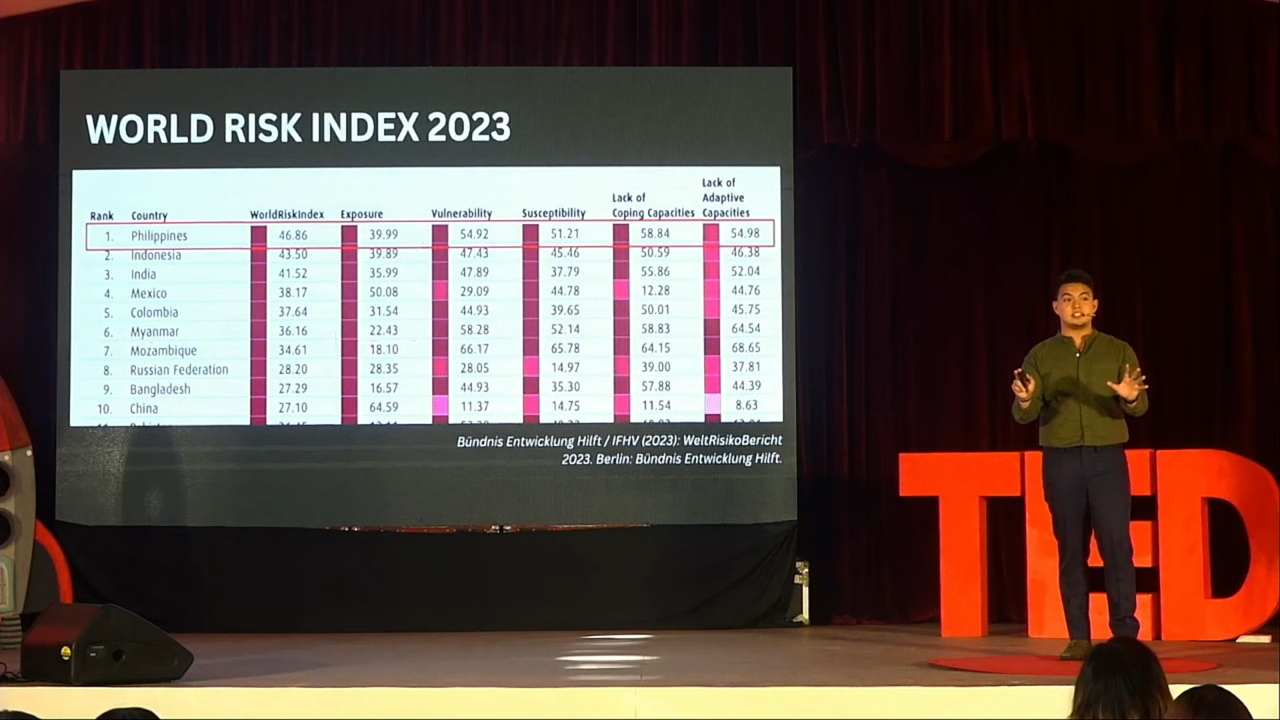 WORLD RISK INDEX 2023
Lack of
Lack of Adaptive
Rank Country WorldRiskIndex Exposure Vulnerability Susceptibility Coping Capacities Capacities
1. Philippines 46.86 39.99 54.92 51.21 58.84 54.98
2. Indonesia 43.50 39.89 47.43 45.46 50.59 46.38
3. India 41.52 35.99 47.89 37.79 55.86 52.04
4. Mexico 38.17 50.08 29.09 44.78 12.28 44.76
5. Colombia 37.64 31.54 44.93 39.65 50.01 45.75
6. Myanmar 36.16 22.43 58.28 52.14 58.83 64.54
7. Mozambique 34.61 18.10 66.17 65.78 64.15 68.65
8. Russian Federation 28.20 28.35 28.05 14.97 39.00 37.81
9. Bangladesh 27.29 16.57 44.93 35.30 57.88 44.39
10. China 27.10 64.59 11.37 14.75 11.54 8.63
Bündnis Entwicklung Hilft / IFHV (2023): WeltRisikoBericht
2023. Berlin: Bündnis Entwicklung Hilft.
TED